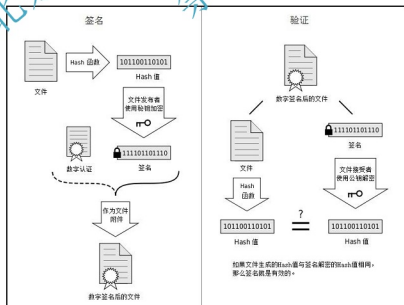 签名
文件
Hash 函数
101100110101
Hash 值
文件发布者
使用秘钥加密
数字认证
111101101110
签名
作为文件
附件
数字签名后的文件
验证
数字签名后的文件
文件
111101101110
签名
Hash
函数
文件接受者
使用公钥解密
101100110101
Hash 值
?
=
101100110101
Hash 值
如果文件生成的Hash值与签名解密的Hash值相同,
那么签名就是有效的。